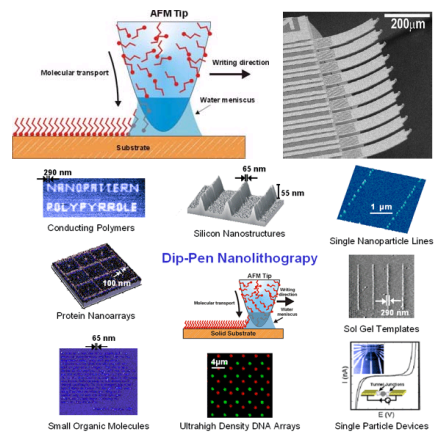 AFM Tip
200μm
Molecular transport
Writing direction
Water meniscus
Substrate
290 nm
NANOPATTERN
POLYPYRROLE
Conducting Polymers
65 nm
55 nm
Silicon Nanostructures
1 μm
Single Nanoparticle Lines
Dip-Pen Nanolithograpy
100 nm
Protein Nanoarrays
AFM Tip
Molecular transport
Writing direction
Water meniscus
Solid Substrate
290 nm
Sol Gel Templates
65 nm
Small Organic Molecules
4μm
Ultrahigh Density DNA Arrays
I (nA)
Tunnel Junctions
E (V)
Single Particle Devices